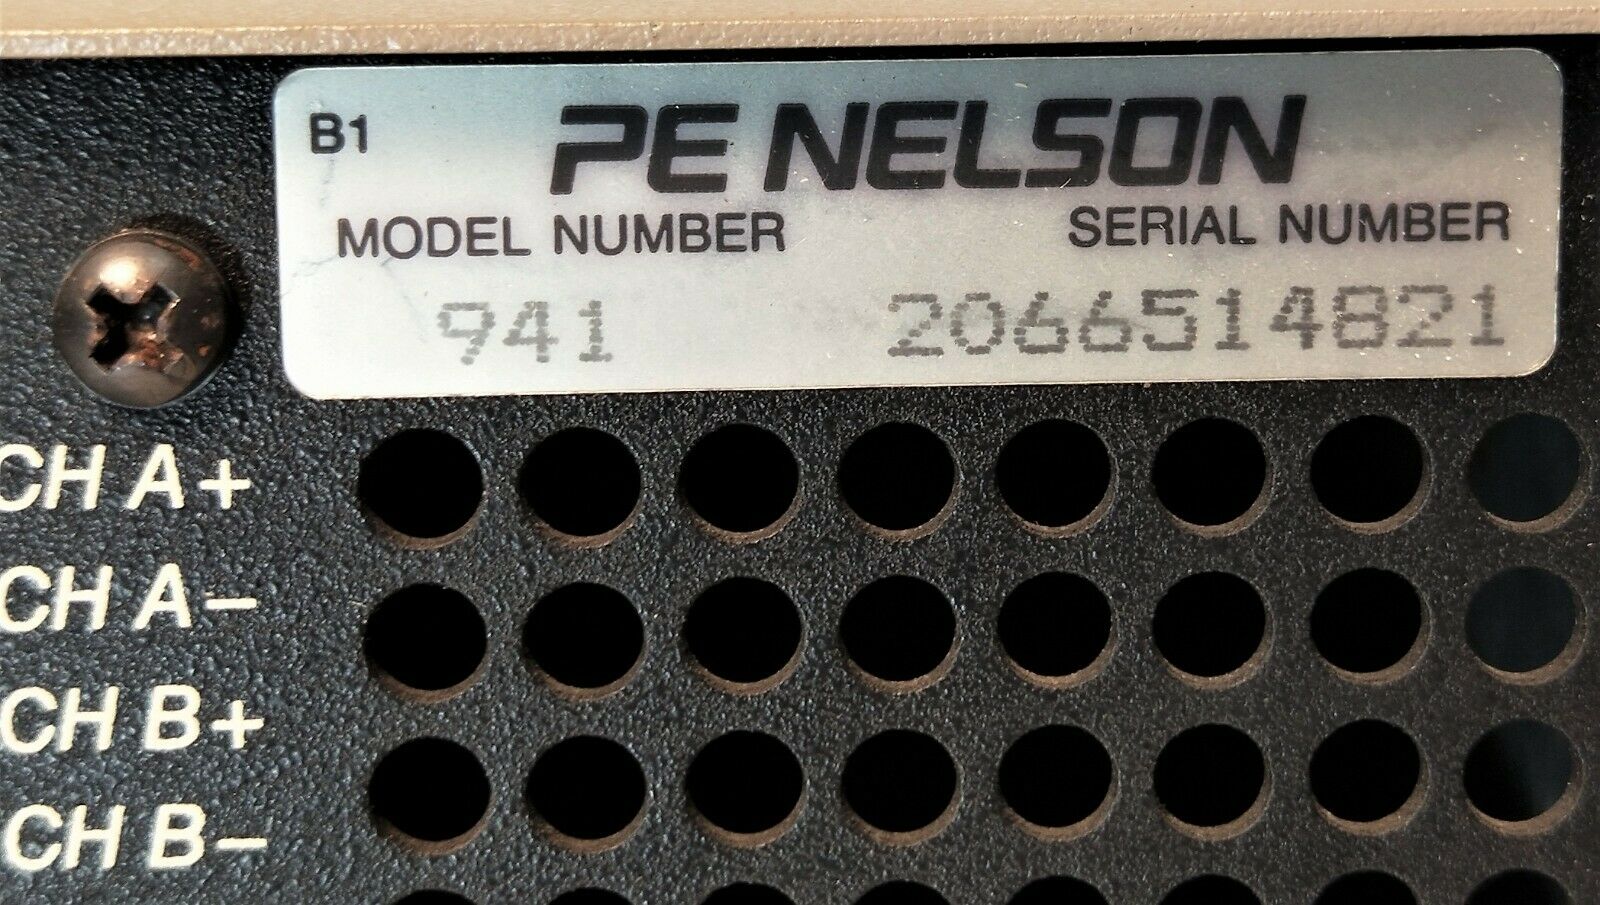 B1
PE NELSON
MODEL NUMBER SERIAL NUMBER
941 2066514821
CH A+
CH A-
CH B+
CH B-